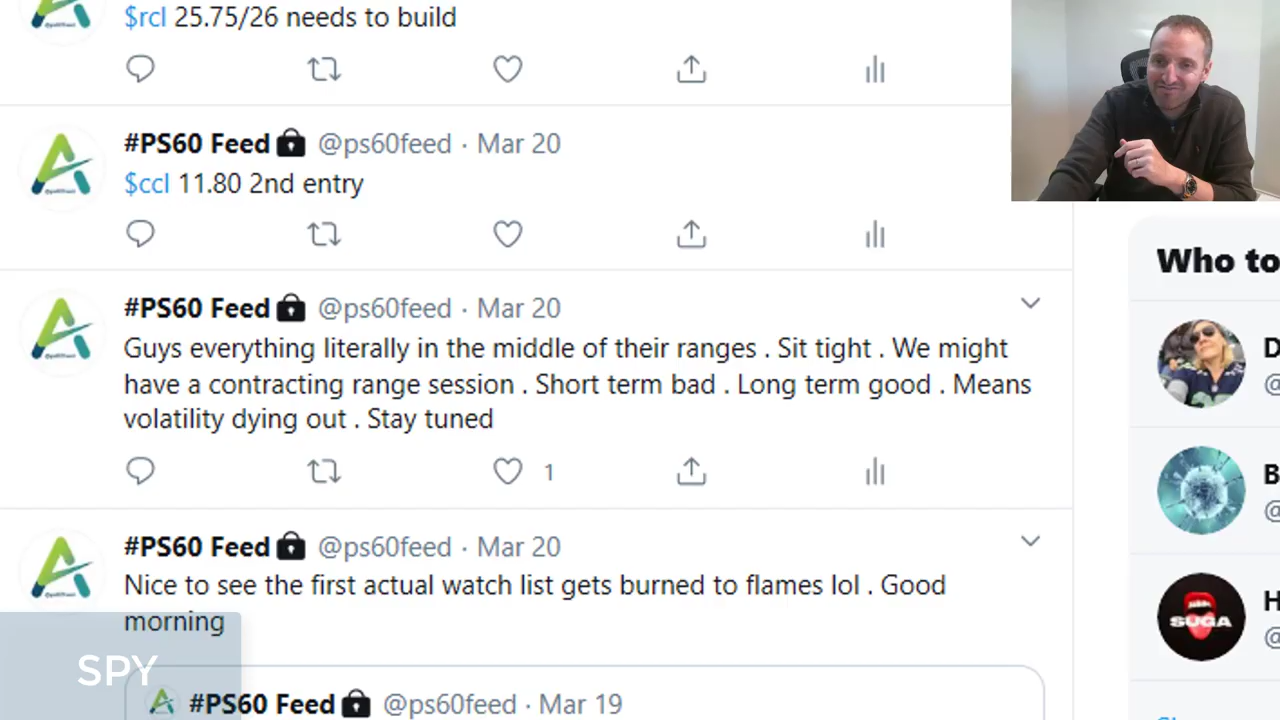 $rcl 25.75/26 needs to build
#PS60 Feed @ps60feed · Mar 20
$ccl 11.80 2nd entry
#PS60 Feed @ps60feed · Mar 20
Guys everything literally in the middle of their ranges . Sit tight . We might
have a contracting range session . Short term bad . Long term good . Means
volatility dying out . Stay tuned
1
#PS60 Feed @ps60feed · Mar 20
Nice to see the first actual watch list gets burned to flames lol . Good
morning
#PS60 Feed @ps60feed · Mar 19
SPY
Who to
D
@
B
@
H
@
SUGA